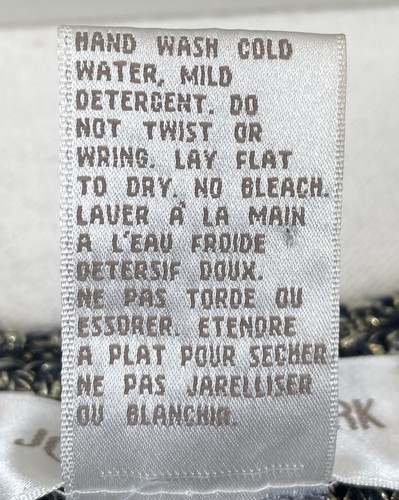 HAND WASH COLD
WATER, MILD
DETERGENT. DO
NOT TWIST OR
WRING. LAY FLAT
TO DRY. NO BLEACH.
LAVER À LA MAIN
A L'EAU FROIDE
DETERSIF DOUX.
NE PAS TORDE OU
ESSORER. ETENDRE
A PLAT POUR SECHER
NE PAS JARELLISER
OU BLANCHIR.